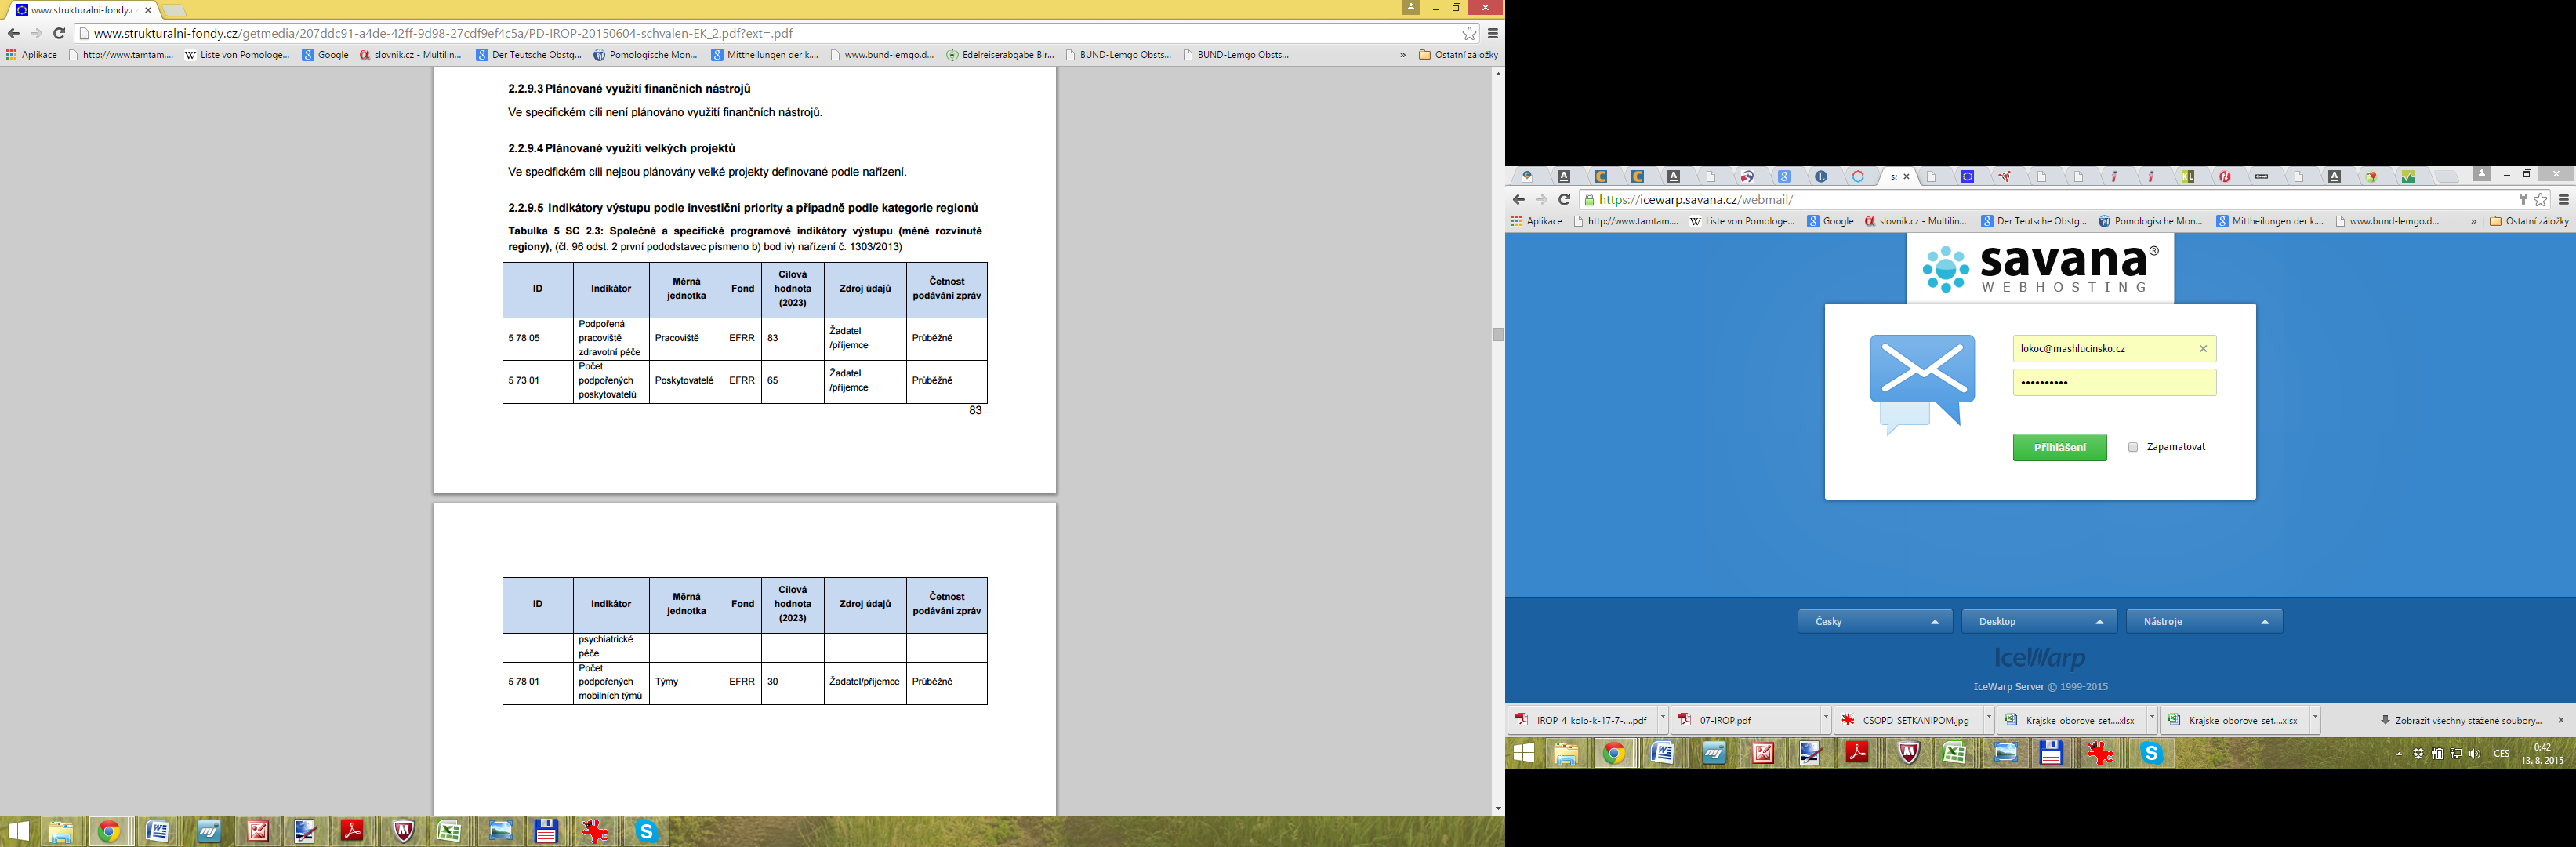 www.strukturalni-fondy.cz
www.strukturalni-fondy.cz/getmedia/207ddc91-a4de-42ff-9d98-27cdf9ef4c5a/PD-IROP-20150604-schvalen-EK_2.pdf?ext=.pdf
Aplikace http://www.tamtam.... Liste von Pomologe... Google slovnik.cz - Multilin... Der Teutsche Obstg... Pomologische Mon... Mittheilungen der k.... www.bund-lemgo.d... Edelreiserabgabe Bir... BUND-Lemgo Obsts... BUND-Lemgo Obsts... » Ostatní záložky
2.2.9.3 Plánované využití finančních nástrojů
Ve specifickém cíli není plánováno využití finančních nástrojů.
2.2.9.4 Plánované využití velkých projektů
Ve specifickém cíli nejsou plánovány velké projekty definované podle nařízení.
2.2.9.5 Indikátory výstupu podle investiční priority a případně podle kategorie regionů
Tabulka 5 SC 2.3: Společné a specifické programové indikátory výstupu (méně rozvinuté
regiony), (čl. 96 odst. 2 první pododstavec písmeno b) bod iv) nařízení č. 1303/2013)
ID Indikátor Měrná jednotka Fond Cílová hodnota (2023) Zdroj údajů Četnost podávání zpráv
5 78 05 Podpořená pracoviště zdravotní péče Pracoviště EFRR 83 Žadatel /příjemce Průběžně
5 73 01 Počet podpořených poskytovatelů Poskytovatelé EFRR 65 Žadatel /příjemce Průběžně
83
ID Indikátor Měrná jednotka Fond Cílová hodnota (2023) Zdroj údajů Četnost podávání zpráv
psychiatrické péče
5 78 01 Počet podpořených mobilních týmů Týmy EFRR 30 Žadatel/příjemce Průběžně
https://icewarp.savana.cz/webmail/
Aplikace http://www.tamtam.... Liste von Pomologe... Google slovnik.cz - Multilin... Der Teutsche Obstg... Pomologische Mon... Mittheilungen der k.... www.bund-lemgo.d... » Ostatní záložky
savana®
WEBHOSTING
lokoc@mashlucinsko.cz
••••••••••
Přihlášení Zapamatovat
Česky Desktop Nástroje
IceWarp
IceWarp Server © 1999-2015
IROP_4_kolo-k-17-7-....pdf 07-IROP.pdf CSOPD_SETKANIPOM.jpg Krajske_oborove_set....xlsx Krajske_oborove_set....xlsx Zobrazit všechny stažené soubory...
CES 0:42
13. 8. 2015